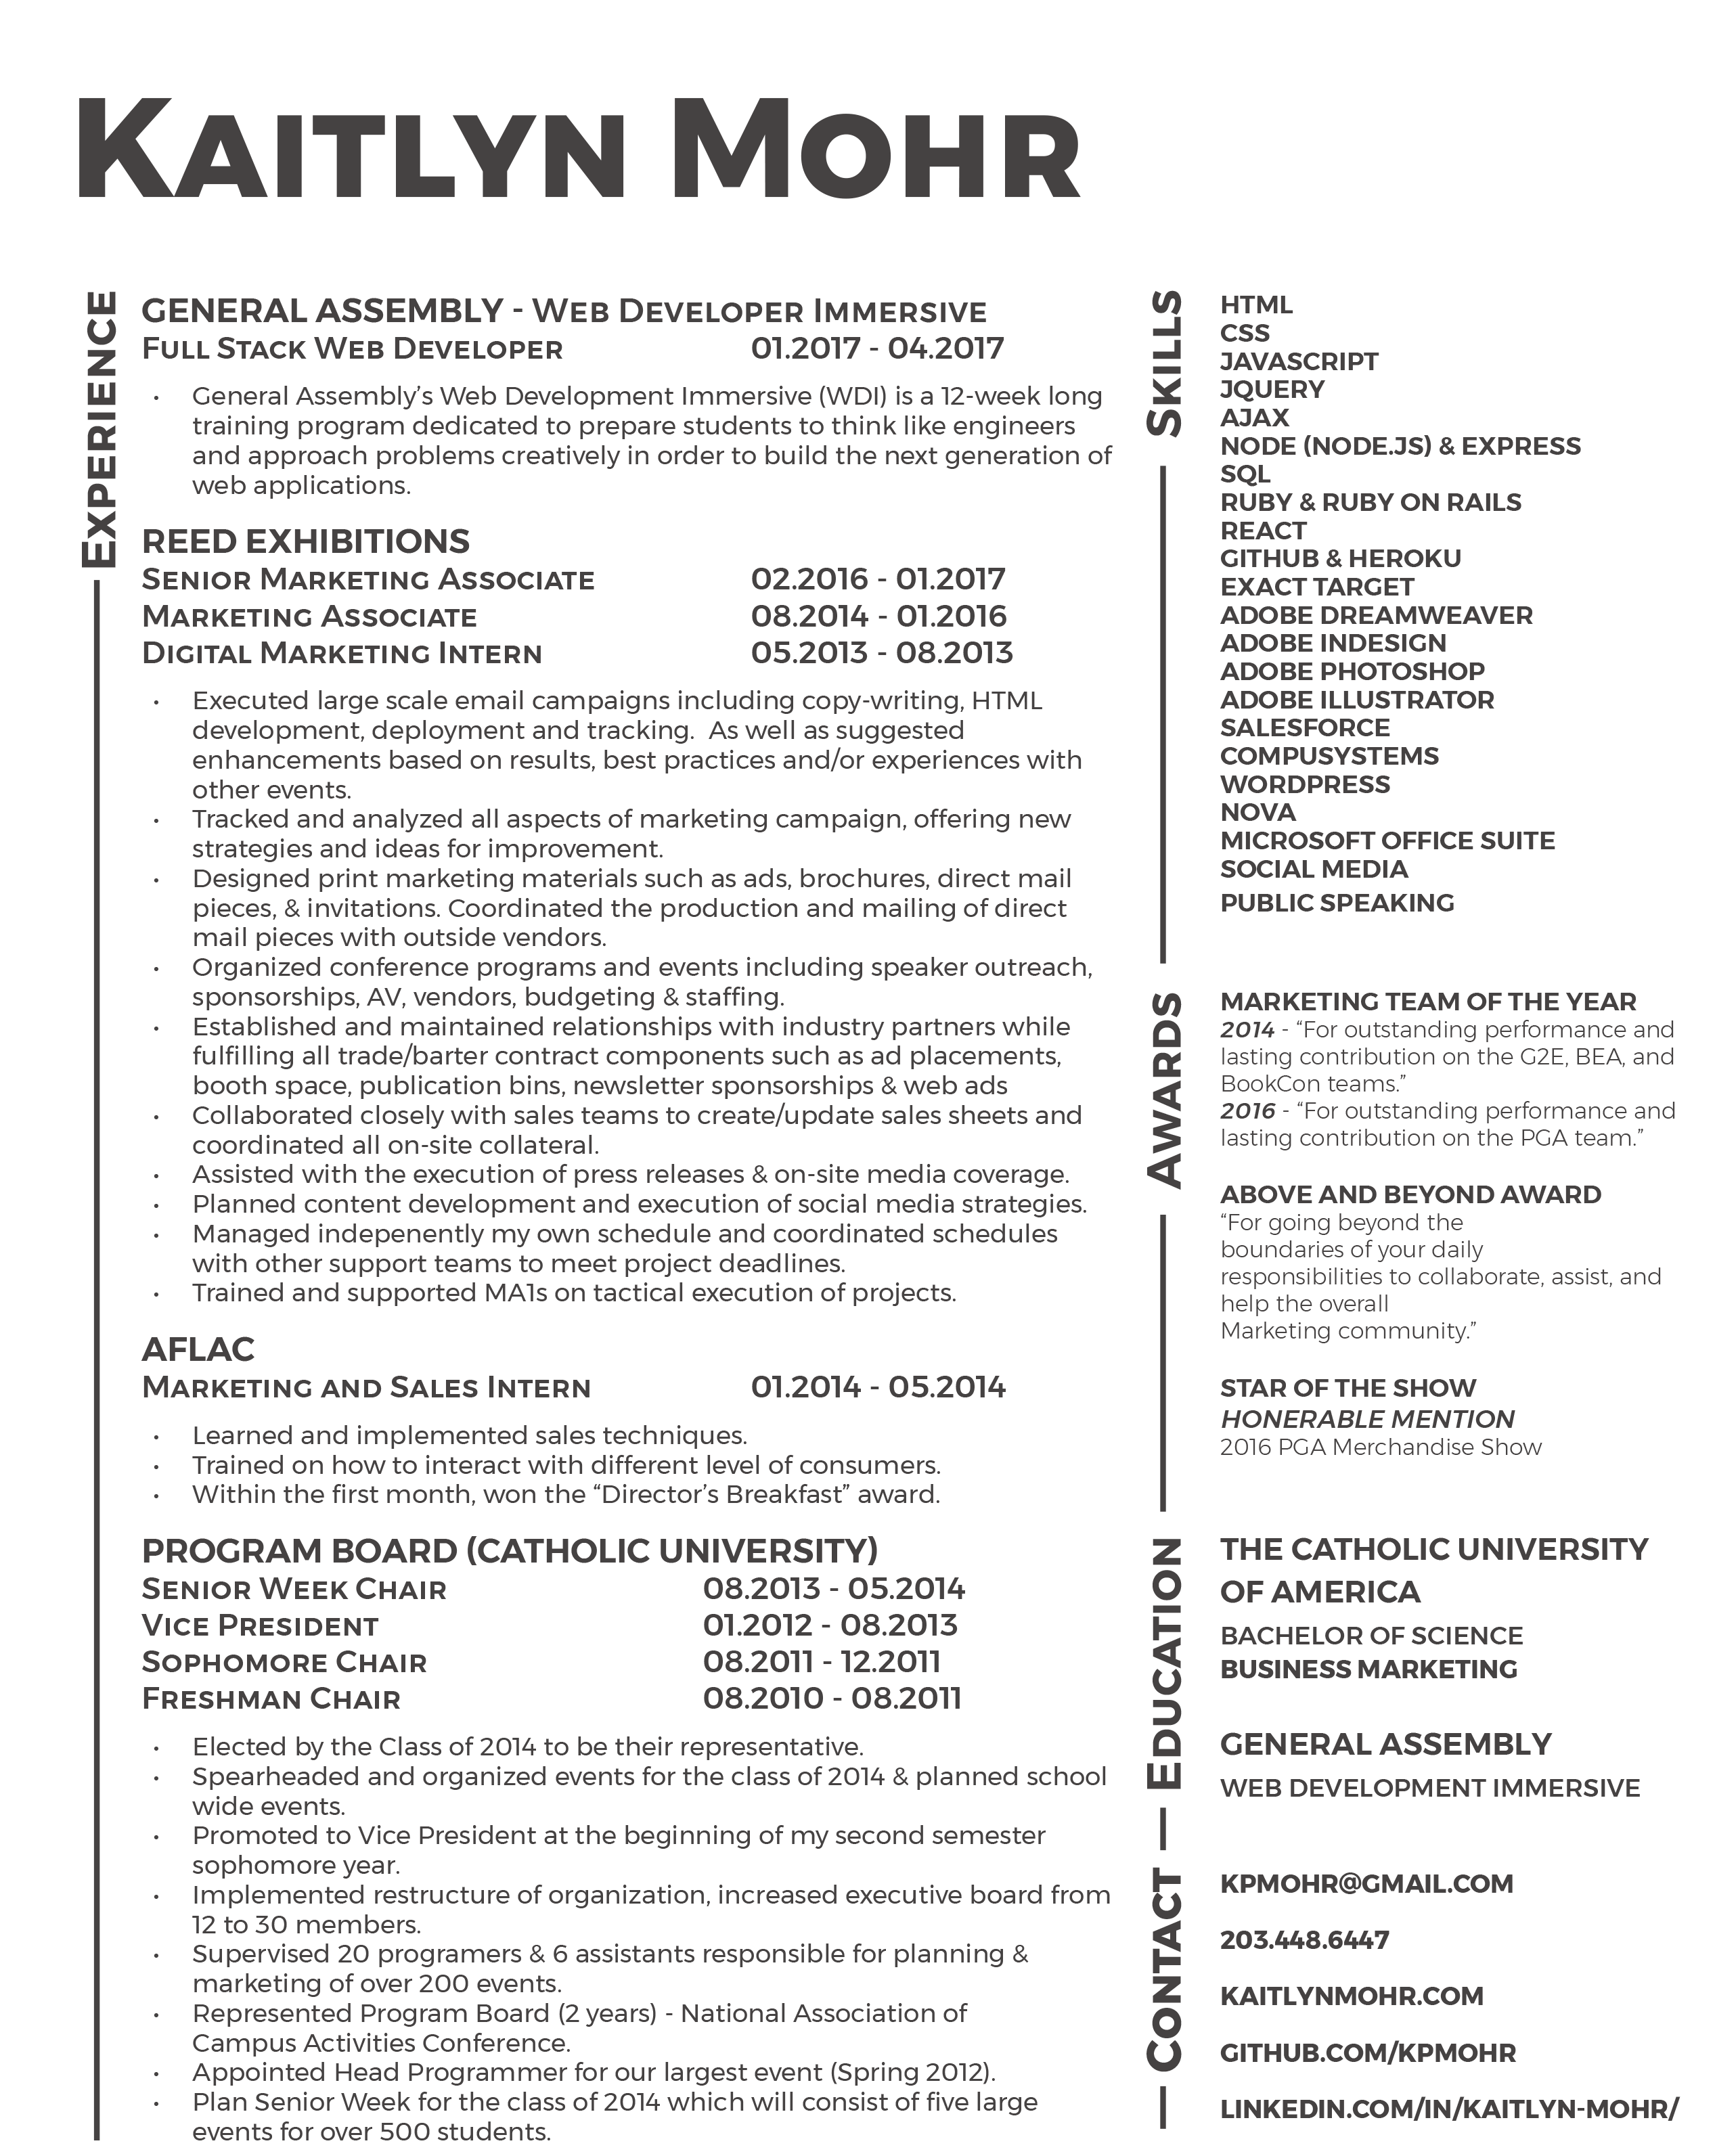 KAITLYN MOHR
EXPERIENCE
GENERAL ASSEMBLY - WEB DEVELOPER IMMERSIVE
FULL STACK WEB DEVELOPER 01.2017 - 04.2017
• General Assembly’s Web Development Immersive (WDI) is a 12-week long
training program dedicated to prepare students to think like engineers
and approach problems creatively in order to build the next generation of
web applications.
REED EXHIBITIONS
SENIOR MARKETING ASSOCIATE 02.2016 - 01.2017
MARKETING ASSOCIATE 08.2014 - 01.2016
DIGITAL MARKETING INTERN 05.2013 - 08.2013
• Executed large scale email campaigns including copy-writing, HTML
development, deployment and tracking.  As well as suggested
enhancements based on results, best practices and/or experiences with
other events.
• Tracked and analyzed all aspects of marketing campaign, offering new
strategies and ideas for improvement.
• Designed print marketing materials such as ads, brochures, direct mail
pieces, & invitations. Coordinated the production and mailing of direct
mail pieces with outside vendors.
• Organized conference programs and events including speaker outreach,
sponsorships, AV, vendors, budgeting & staffing.
• Established and maintained relationships with industry partners while
fulfilling all trade/barter contract components such as ad placements,
booth space, publication bins, newsletter sponsorships & web ads
• Collaborated closely with sales teams to create/update sales sheets and
coordinated all on-site collateral.
• Assisted with the execution of press releases & on-site media coverage.
• Planned content development and execution of social media strategies.
• Managed indepenently my own schedule and coordinated schedules
with other support teams to meet project deadlines.
• Trained and supported MA1s on tactical execution of projects.
AFLAC
MARKETING AND SALES INTERN 01.2014 - 05.2014
• Learned and implemented sales techniques.
• Trained on how to interact with different level of consumers.
• Within the first month, won the “Director’s Breakfast” award.
PROGRAM BOARD (CATHOLIC UNIVERSITY)
SENIOR WEEK CHAIR 08.2013 - 05.2014
VICE PRESIDENT 01.2012 - 08.2013
SOPHOMORE CHAIR 08.2011 - 12.2011
FRESHMAN CHAIR 08.2010 - 08.2011
• Elected by the Class of 2014 to be their representative.
• Spearheaded and organized events for the class of 2014 & planned school
wide events.
• Promoted to Vice President at the beginning of my second semester
sophomore year.
• Implemented restructure of organization, increased executive board from
12 to 30 members.
• Supervised 20 programers & 6 assistants responsible for planning &
marketing of over 200 events.
• Represented Program Board (2 years) - National Association of
Campus Activities Conference.
• Appointed Head Programmer for our largest event (Spring 2012).
• Plan Senior Week for the class of 2014 which will consist of five large
events for over 500 students.
SKILLS
HTML
CSS
JAVASCRIPT
JQUERY
AJAX
NODE (NODE.JS) & EXPRESS
SQL
RUBY & RUBY ON RAILS
REACT
GITHUB & HEROKU
EXACT TARGET
ADOBE DREAMWEAVER
ADOBE INDESIGN
ADOBE PHOTOSHOP
ADOBE ILLUSTRATOR
SALESFORCE
COMPUSYSTEMS
WORDPRESS
NOVA
MICROSOFT OFFICE SUITE
SOCIAL MEDIA
PUBLIC SPEAKING
AWARDS
MARKETING TEAM OF THE YEAR
2014 - “For outstanding performance and
lasting contribution on the G2E, BEA, and
BookCon teams.”
2016 - “For outstanding performance and
lasting contribution on the PGA team.”
ABOVE AND BEYOND AWARD
“For going beyond the
boundaries of your daily
responsibilities to collaborate, assist, and
help the overall
Marketing community.”
STAR OF THE SHOW
HONERABLE MENTION
2016 PGA Merchandise Show
EDUCATION
THE CATHOLIC UNIVERSITY
OF AMERICA
BACHELOR OF SCIENCE
BUSINESS MARKETING
GENERAL ASSEMBLY
WEB DEVELOPMENT IMMERSIVE
CONTACT
KPMOHR@GMAIL.COM
203.448.6447
KAITLYNMOHR.COM
GITHUB.COM/KPMOHR
LINKEDIN.COM/IN/KAITLYN-MOHR/